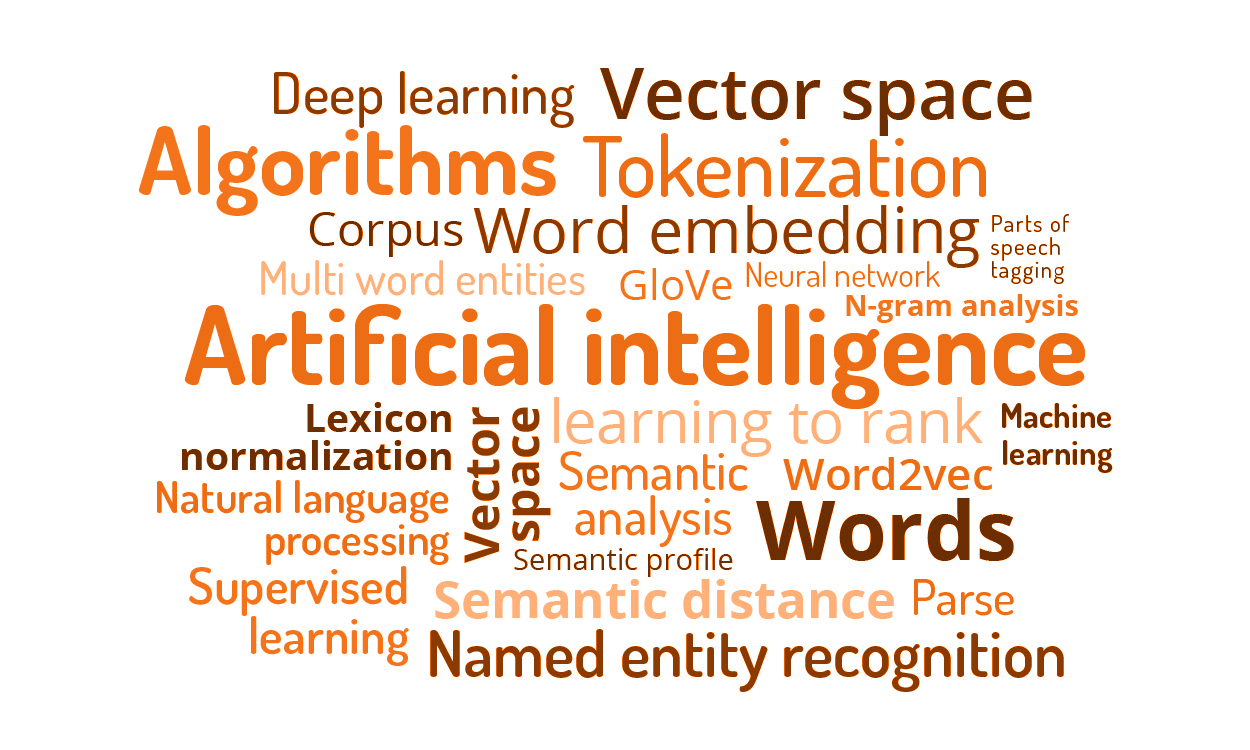 Deep learning
Vector space
Algorithms
Tokenization
Corpus
Word embedding
Parts of
speech
tagging
Multi word entities
GloVe
Neural network
N-gram analysis
Artificial intelligence
Lexicon
normalization
Vector
space
learning to rank
Machine
learning
Semantic
analysis
Word2vec
Natural language
processing
Words
Semantic profile
Supervised
learning
Semantic distance
Parse
Named entity recognition